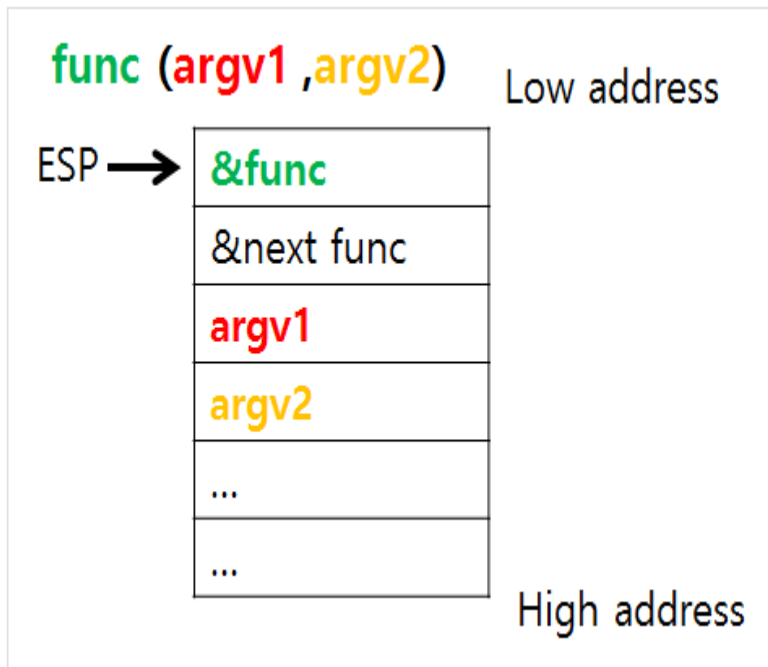 func (argv1 ,argv2)
Low address
ESP
&func
&next func
argv1
argv2
...
...
High address